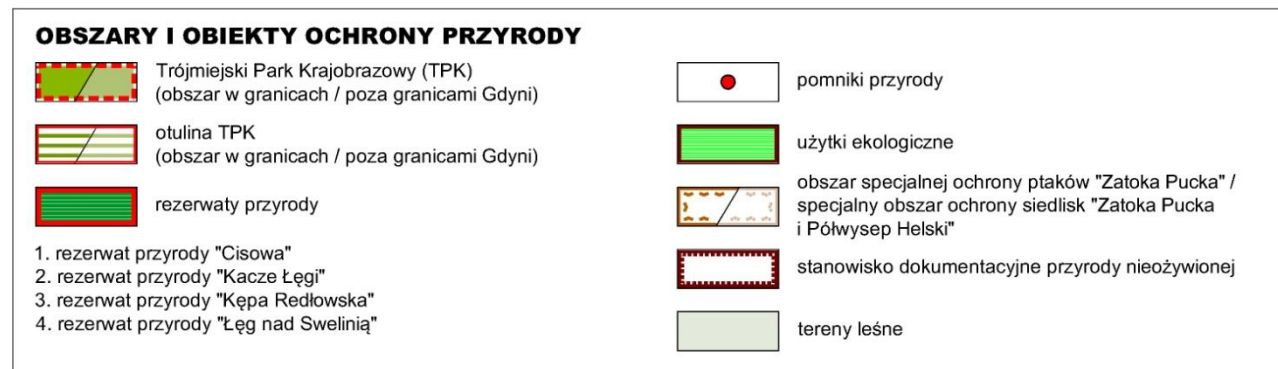 OBSZARY I OBIEKTY OCHRONY PRZYRODY
Trójmiejski Park Krajobrazowy (TPK)
(obszar w granicach / poza granicami Gdyni)
otulina TPK
(obszar w granicach / poza granicami Gdyni)
rezerwaty przyrody
1. rezerwat przyrody "Cisowa"
2. rezerwat przyrody "Kacze Łęgi"
3. rezerwat przyrody "Kępa Redłowska"
4. rezerwat przyrody "Łęg nad Swelinią"
pomniki przyrody
użytki ekologiczne
obszar specjalnej ochrony ptaków "Zatoka Pucka" /
specjalny obszar ochrony siedlisk "Zatoka Pucka
i Półwysep Helski"
stanowisko dokumentacyjne przyrody nieożywionej
tereny leśne